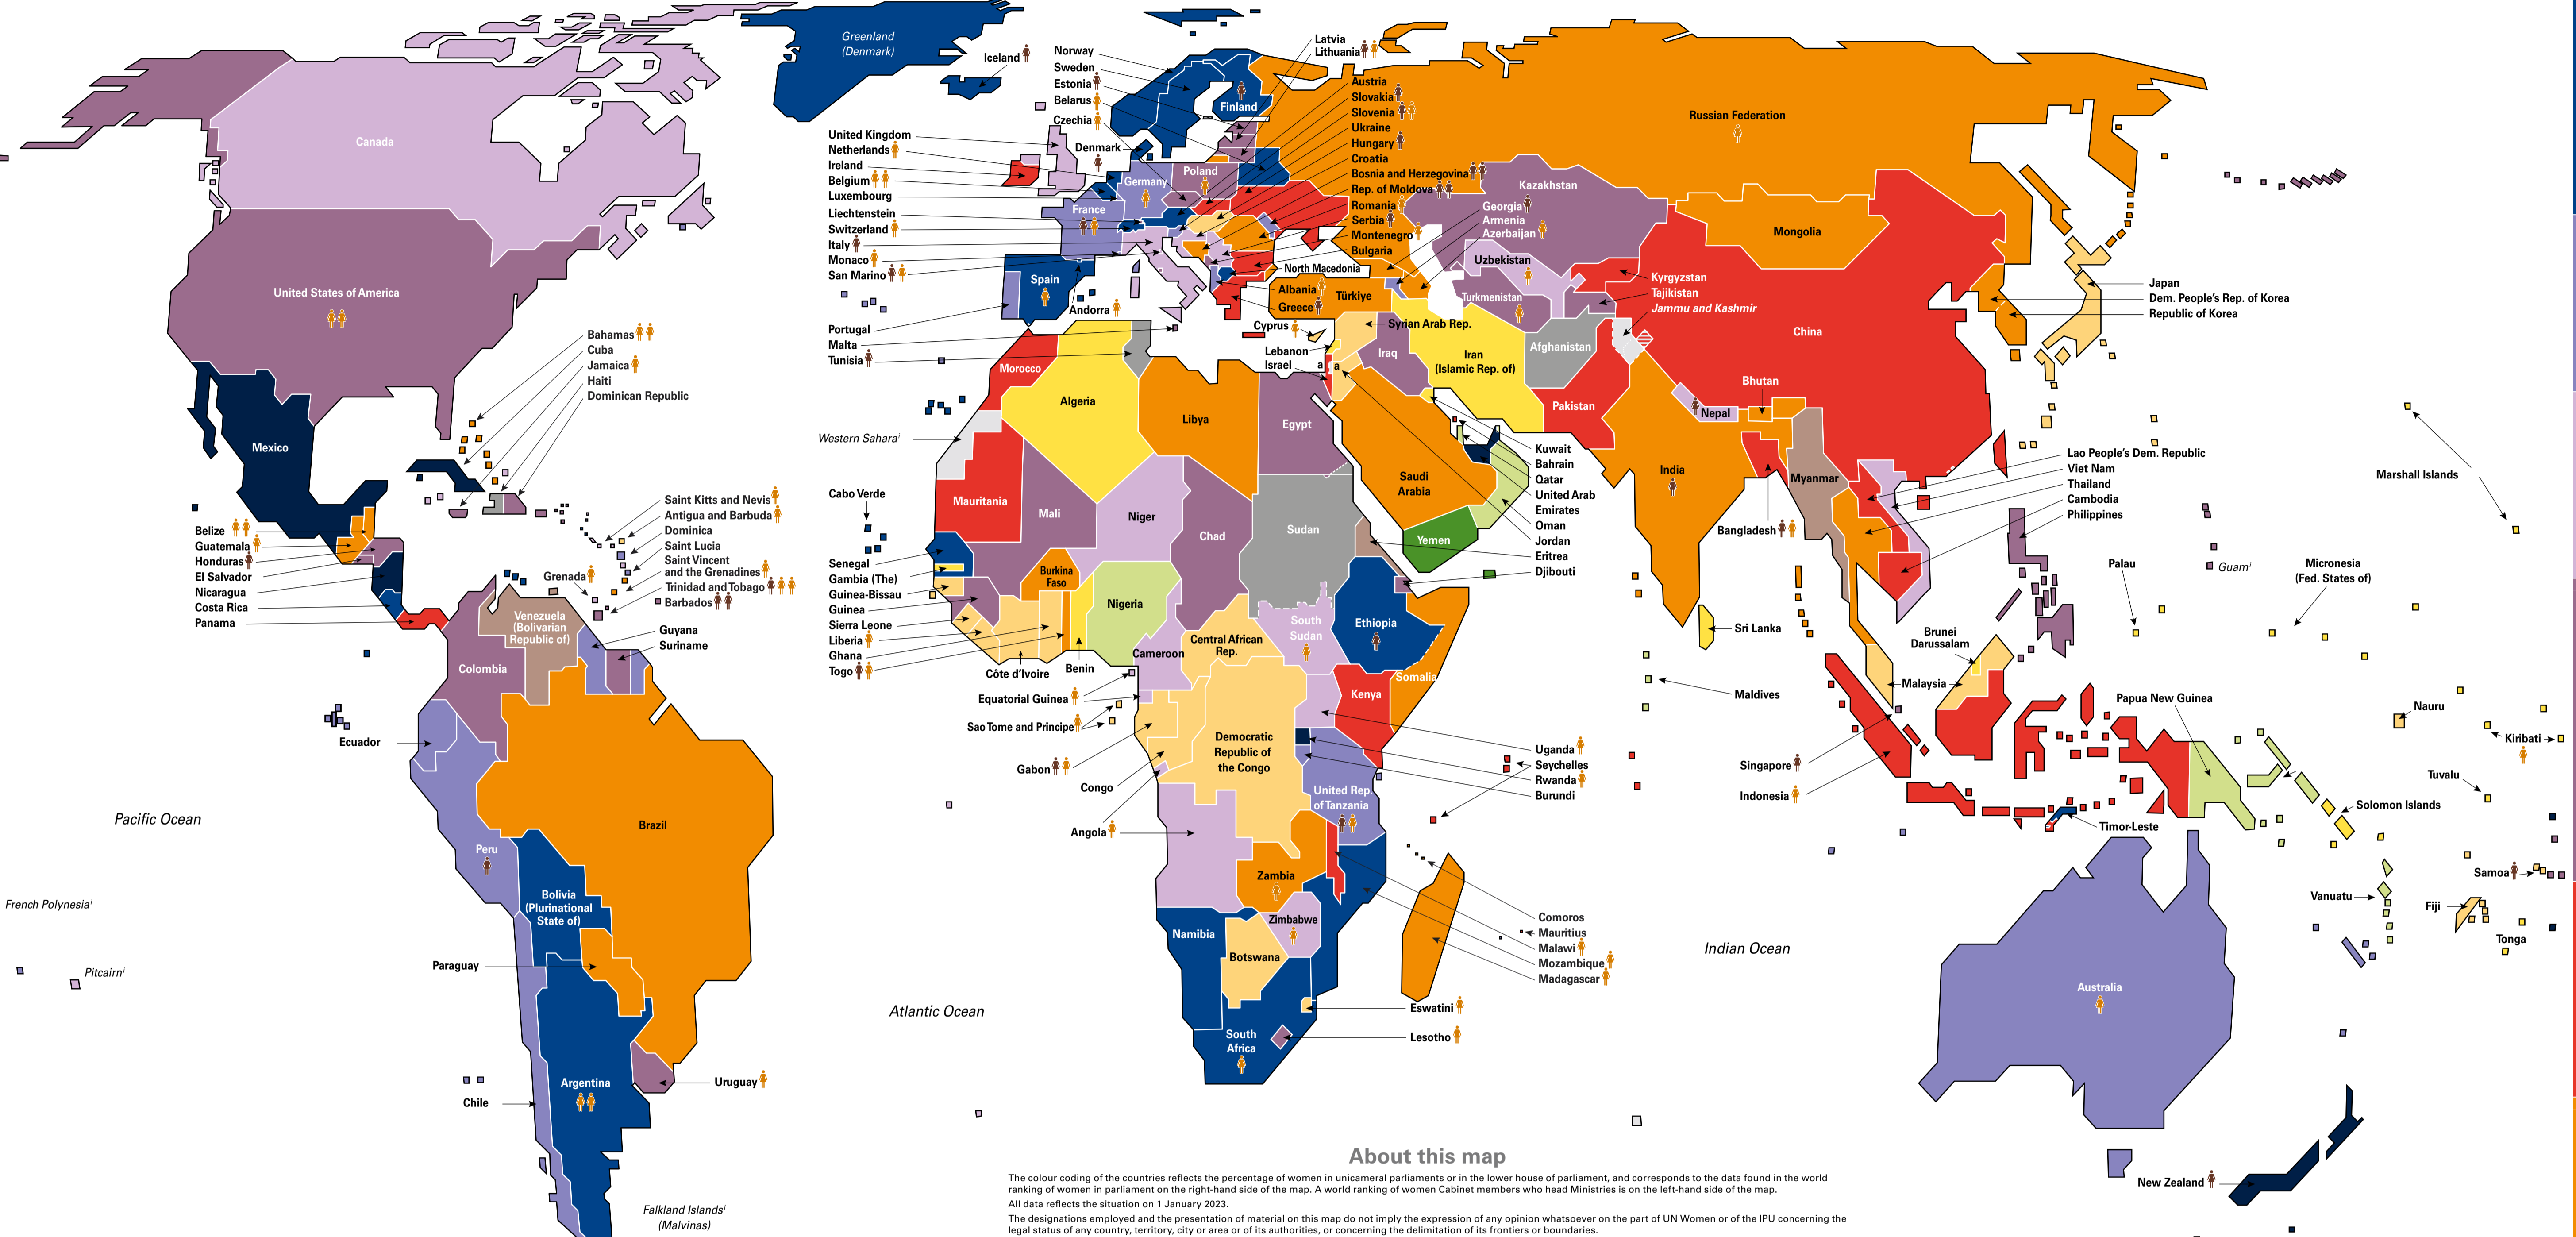 Greenland
(Denmark)
Iceland
Norway
Sweden
Estonia
Belarus
Czechia
Latvia
Lithuania
Finland
Denmark
Poland
Germany
France
United Kingdom
Netherlands
Ireland
Belgium
Luxembourg
Liechtenstein
Switzerland
Italy
Monaco
San Marino
Spain
Andorra
Portugal
Malta
Tunisia
Austria
Slovakia
Slovenia
Ukraine
Hungary
Croatia
Bosnia and Herzegovina
Rep. of Moldova
Romania
Serbia
Montenegro
Bulgaria
North Macedonia
Albania
Greece
Georgia
Armenia
Azerbaijan
Türkiye
Cyprus
Syrian Arab Rep.
Lebanon
Israel
a
a
Iraq
Iran
(Islamic Rep. of)
Russian Federation
Kazakhstan
Mongolia
Uzbekistan
Turkmenistan
Kyrgyzstan
Tajikistan
Jammu and Kashmir
Afghanistan
China
Pakistan
Bhutan
Nepal
India
Myanmar
Bangladesh
Japan
Dem. People's Rep. of Korea
Republic of Korea
Lao People's Dem. Republic
Viet Nam
Thailand
Cambodia
Philippines
Canada
United States of America
Mexico
Bahamas
Cuba
Jamaica
Haiti
Dominican Republic
Saint Kitts and Nevis
Antigua and Barbuda
Dominica
Saint Lucia
Saint Vincent
and the Grenadines
Trinidad and Tobago
Barbados
Grenada
Belize
Guatemala
Honduras
El Salvador
Nicaragua
Costa Rica
Panama
Venezuela
(Bolivarian
Republic of)
Guyana
Suriname
Colombia
Ecuador
Peru
Brazil
Bolivia
(Plurinational
State of)
Paraguay
Uruguay
Argentina
Chile
Falkland Islandsⁱ
(Malvinas)
Pacific Ocean
French Polynesiaⁱ
Pitcairnⁱ
Western Saharaⁱ
Morocco
Algeria
Libya
Egypt
Mauritania
Mali
Niger
Chad
Sudan
Cabo Verde
Senegal
Gambia (The)
Guinea-Bissau
Guinea
Sierra Leone
Liberia
Ghana
Togo
Côte d'Ivoire
Benin
Burkina
Faso
Nigeria
Cameroon
Central African
Rep.
South
Sudan
Ethiopia
Somalia
Kenya
Equatorial Guinea
Sao Tome and Principe
Gabon
Congo
Angola
Democratic
Republic of
the Congo
United Rep.
of Tanzania
Zambia
Zimbabwe
Namibia
Botswana
South
Africa
Saudi
Arabia
Yemen
Kuwait
Bahrain
Qatar
United Arab
Emirates
Oman
Jordan
Eritrea
Djibouti
Uganda
Seychelles
Rwanda
Burundi
Comoros
Mauritius
Malawi
Mozambique
Madagascar
Eswatini
Lesotho
Atlantic Ocean
Indian Ocean
Sri Lanka
Maldives
Brunei
Darussalam
Malaysia
Singapore
Indonesia
Timor-Leste
Papua New Guinea
Palau
Guamⁱ
Micronesia
(Fed. States of)
Marshall Islands
Nauru
Kiribati
Tuvalu
Solomon Islands
Samoa
Vanuatu
Fiji
Tonga
Australia
New Zealand
About this map
The colour coding of the countries reflects the percentage of women in unicameral parliaments or in the lower house of parliament, and corresponds to the data found in the world
ranking of women in parliament on the right-hand side of the map. A world ranking of women Cabinet members who head Ministries is on the left-hand side of the map.
All data reflects the situation on 1 January 2023.
The designations employed and the presentation of material on this map do not imply the expression of any opinion whatsoever on the part of UN Women or of the IPU concerning the
legal status of any country, territory, city or area or of its authorities, or concerning the delimitation of its frontiers or boundaries.